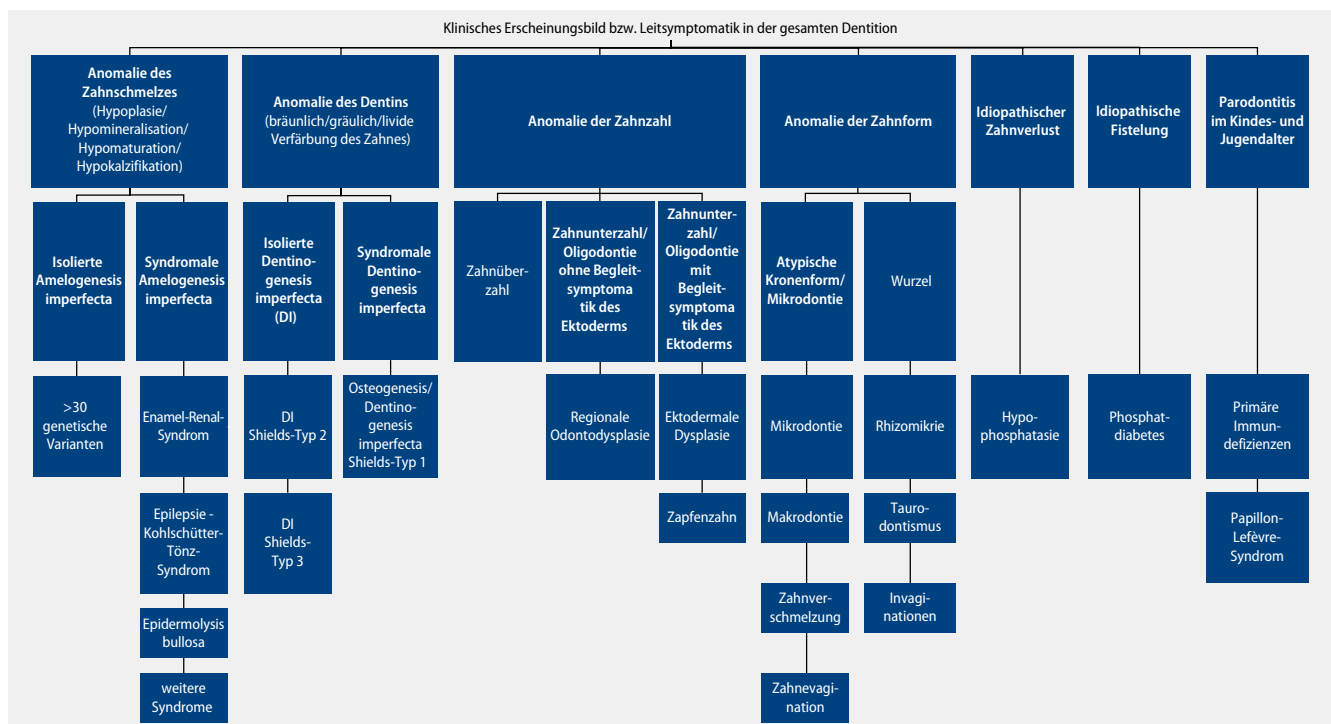 Klinisches Erscheinungsbild bzw. Leitsymptomatik in der gesamten Dentition
Anomalie des
Zahnschmelzes
(Hypoplasie/
Hypomineralisation/
Hypomaturation/
Hypokalzifikation)
Anomalie des Dentins
(bräunlich/gräulich/livide
Verfärbung des Zahnes)
Anomalie der Zahnzahl
Anomalie der Zahnform
Idiopathischer
Zahnverlust
Idiopathische
Fistelung
Parodontitis
im Kindes- und
Jugendalter
Isolierte
Amelogenesis
imperfecta
Syndromale
Amelogenesis
imperfecta
Isolierte
Dentino-
genesis
imperfecta
(DI)
Syndromale
Dentino-
genesis
imperfecta
Zahnüber-
zahl
Zahnunterzahl/
Oligodontie
ohne Begleit-
symptoma
tik des
Ektoderms
Zahnunter-
zahl/
Oligodontie
mit
Begleit-
symptoma
tik des
Ektoderms
Atypische
Kronenform/
Mikrodontie
Wurzel
>30
genetische
Varianten
Enamel-Renal-
Syndrom
DI
Shields-Typ 2
Osteogenesis/
Dentino-
genesis
imperfecta
Shields-Typ 1
Regionale
Odontodysplasie
Ektodermale
Dysplasie
Mikrodontie
Rhizomikrie
Hypo-
phosphatasie
Phosphat-
diabetes
Primäre
Immun-
defizienzen
Epilepsie -
Kohlschütter-
Tönz-
Syndrom
DI
Shields-
Typ 3
Zapfenzahn
Makrodontie
Tauro-
dontismus
Papillon-
Lefèvre-
Syndrom
Epidermolysis
bullosa
Zahnver-
schmelzung
Invagi-
nationen
weitere
Syndrome
Zahnevagi-
nation